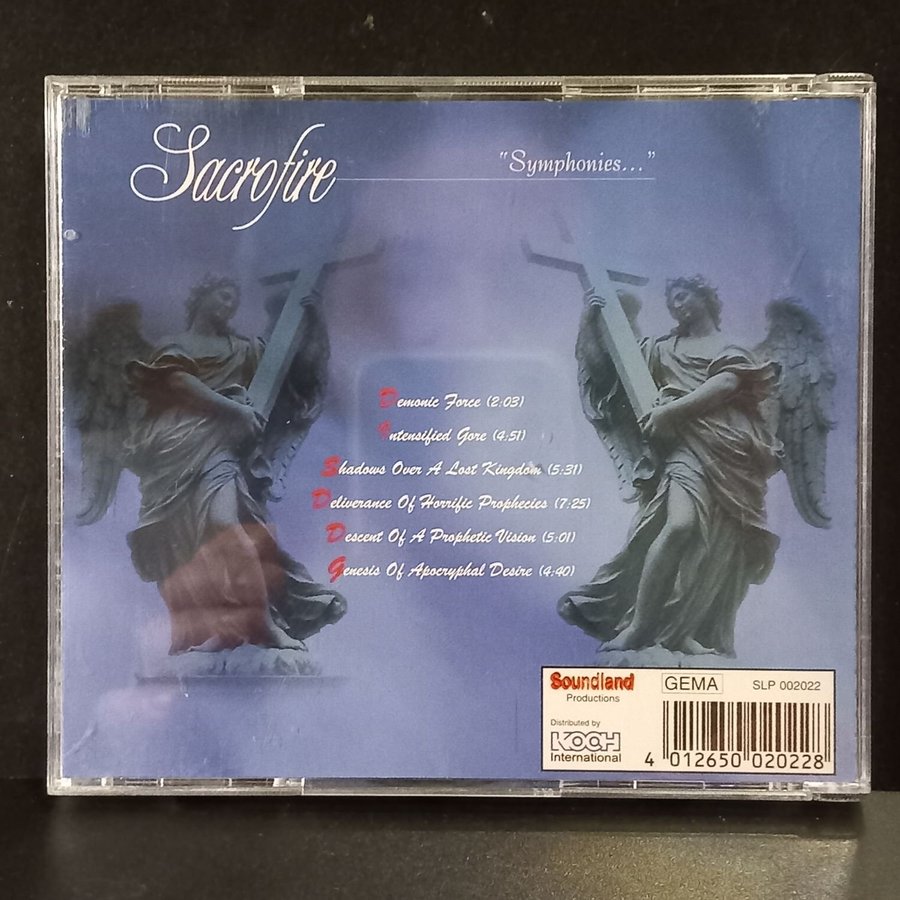 Sacrofire
"Symphonies..."
Demonic Force (2:03)
Intensified Gore (4:51)
Shadows Over A Lost Kingdom (5:31)
Deliverance Of Horrific Prophecies (7:25)
Descent Of A Prophetic Vision (5:01)
Genesis Of Apocryphal Desire (4:40)
Soundland
Productions
GEMA
SLP 002022
Distributed by
KOCH
International
4 012650 020228